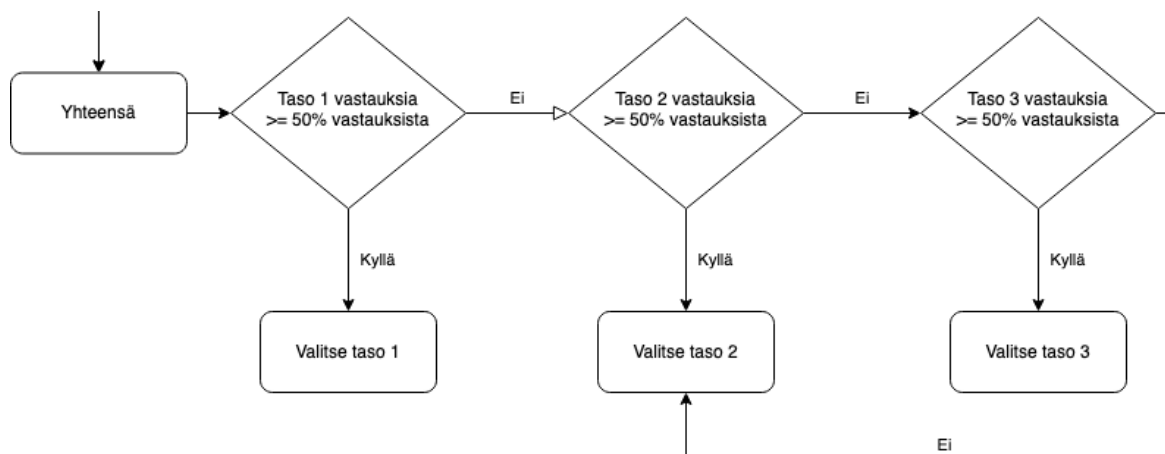 Yhteensä
Taso 1 vastauksia
>= 50% vastauksista
Ei
Taso 2 vastauksia
>= 50% vastauksista
Ei
Taso 3 vastauksia
>= 50% vastauksista
Kyllä
Kyllä
Kyllä
Valitse taso 1
Valitse taso 2
Valitse taso 3
Ei